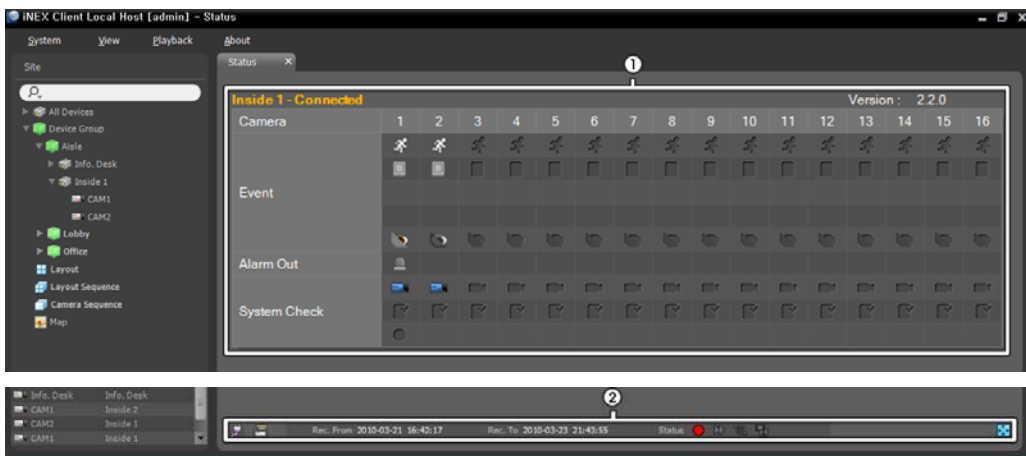 iNEX Client Local Host [admin] - Status
System View Playback About
Site
Status X
1
All Devices
Device Group
Aisle
Info. Desk
Inside 1
CAM1
CAM2
Lobby
Office
Layout
Layout Sequence
Camera Sequence
Map
Inside 1 - Connected Version : 2.2.0
Camera 1 2 3 4 5 6 7 8 9 10 11 12 13 14 15 16
Event
Alarm Out
System Check
Info. Desk Info. Desk
CAM1 Inside 2
CAM2 Inside 1
CAM1 Inside 1
2
Rec. From 2010-03-21 16:42:17 Rec. To 2010-03-23 21:43:55 Status